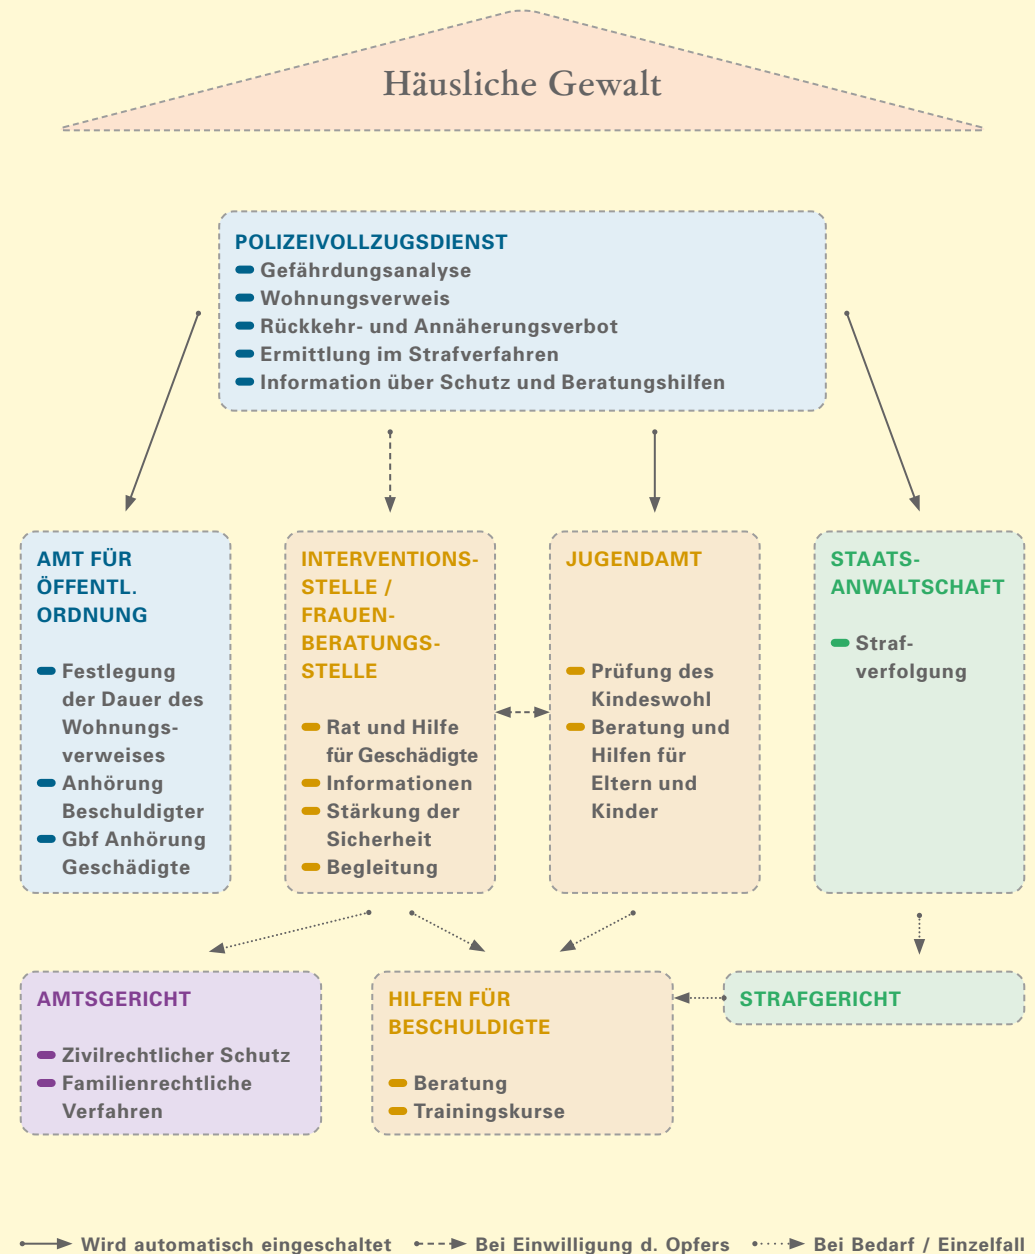 Häusliche Gewalt
POLIZEIVOLLZUGSDIENST
Gefährdungsanalyse
Wohnungsverweis
Rückkehr- und Annäherungsverbot
Ermittlung im Strafverfahren
Information über Schutz und Beratungshilfen
AMT FÜR
ÖFFENTL.
ORDNUNG
Festlegung
der Dauer des
Wohnungs-
verweises
Anhörung
Beschuldigter
Gbf Anhörung
Geschädigte
INTERVENTIONS-
STELLE /
FRAUEN-
BERATUNGS-
STELLE
Rat und Hilfe
für Geschädigte
Informationen
Stärkung der
Sicherheit
Begleitung
JUGENDAMT
Prüfung des
Kindeswohl
Beratung und
Hilfen für
Eltern und
Kinder
STAATS-
ANWALTSCHAFT
Straf-
verfolgung
AMTSGERICHT
Zivilrechtlicher Schutz
Familienrechtliche
Verfahren
HILFEN FÜR
BESCHULDIGTE
Beratung
Trainingskurse
STRAFGERICHT
Wird automatisch eingeschaltet
Bei Einwilligung d. Opfers
Bei Bedarf / Einzelfall